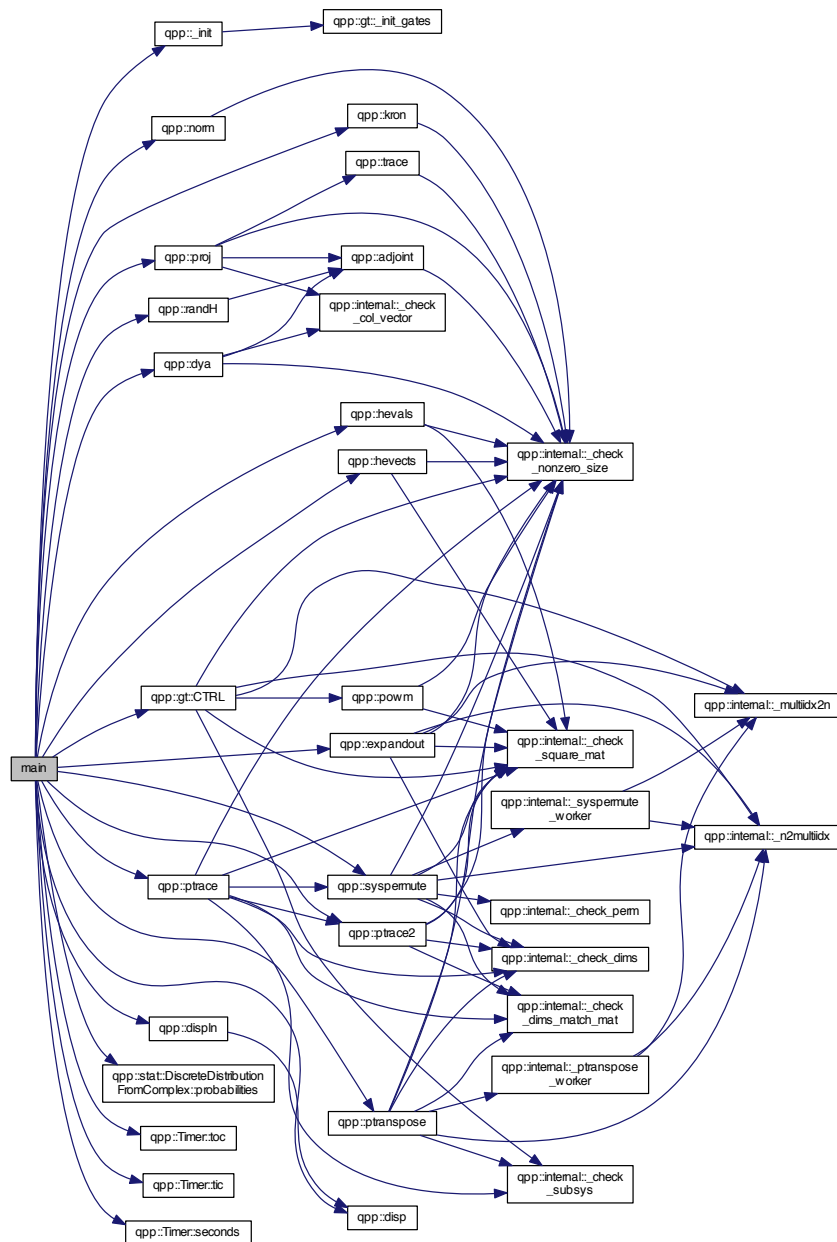 qpp::_init
qpp::gt::_init_gates
qpp::norm
qpp::kron
qpp::trace
qpp::proj
qpp::adjoint
qpp::randH
qpp::internal::_check
_col_vector
qpp::dya
qpp::hevals
qpp::hevects
qpp::internal::_check
_nonzero_size
qpp::gt::CTRL
qpp::powm
qpp::internal::_multiidx2n
qpp::expandout
qpp::internal::_check
_square_mat
main
qpp::internal::_syspermute
_worker
qpp::internal::_n2multiidx
qpp::ptrace
qpp::syspermute
qpp::internal::_check_perm
qpp::ptrace2
qpp::internal::_check_dims
qpp::internal::_check
_dims_match_mat
qpp::displn
qpp::internal::_ptranspose
_worker
qpp::stat::DiscreteDistribution
FromComplex::probabilities
qpp::ptranspose
qpp::Timer::toc
qpp::internal::_check
_subsys
qpp::Timer::tic
qpp::disp
qpp::Timer::seconds